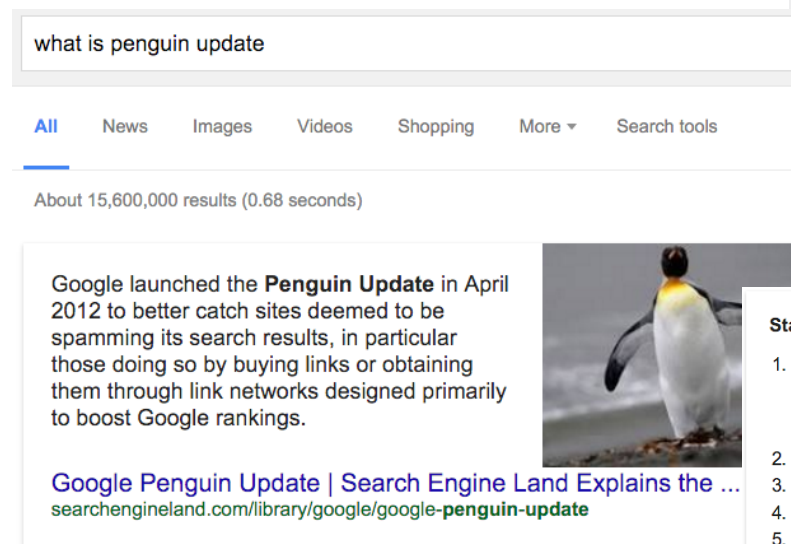 what is penguin update
All News Images Videos Shopping More Search tools
About 15,600,000 results (0.68 seconds)
Google launched the Penguin Update in April
2012 to better catch sites deemed to be
spamming its search results, in particular
those doing so by buying links or obtaining
them through link networks designed primarily
to boost Google rankings.
Google Penguin Update | Search Engine Land Explains the ...
searchengineland.com/library/google/google-penguin-update
1.
2.
3.
4.
5.